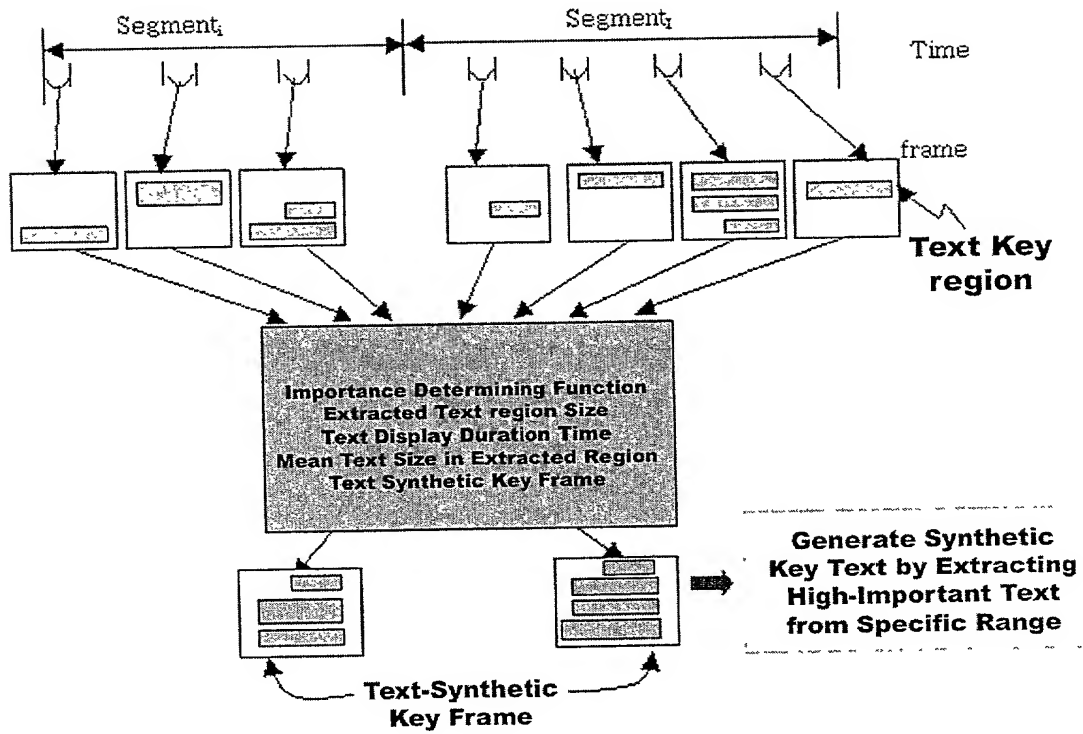 Segmentᵢ
Segment_I
Time
frame
Text Key
region
Importance Determining Function
Extracted Text region Size
Text Display Duration Time
Mean Text Size in Extracted Region
Text Synthetic Key Frame
Generate Synthetic
Key Text by Extracting
High-Important Text
from Specific Range
Text-Synthetic
Key Frame